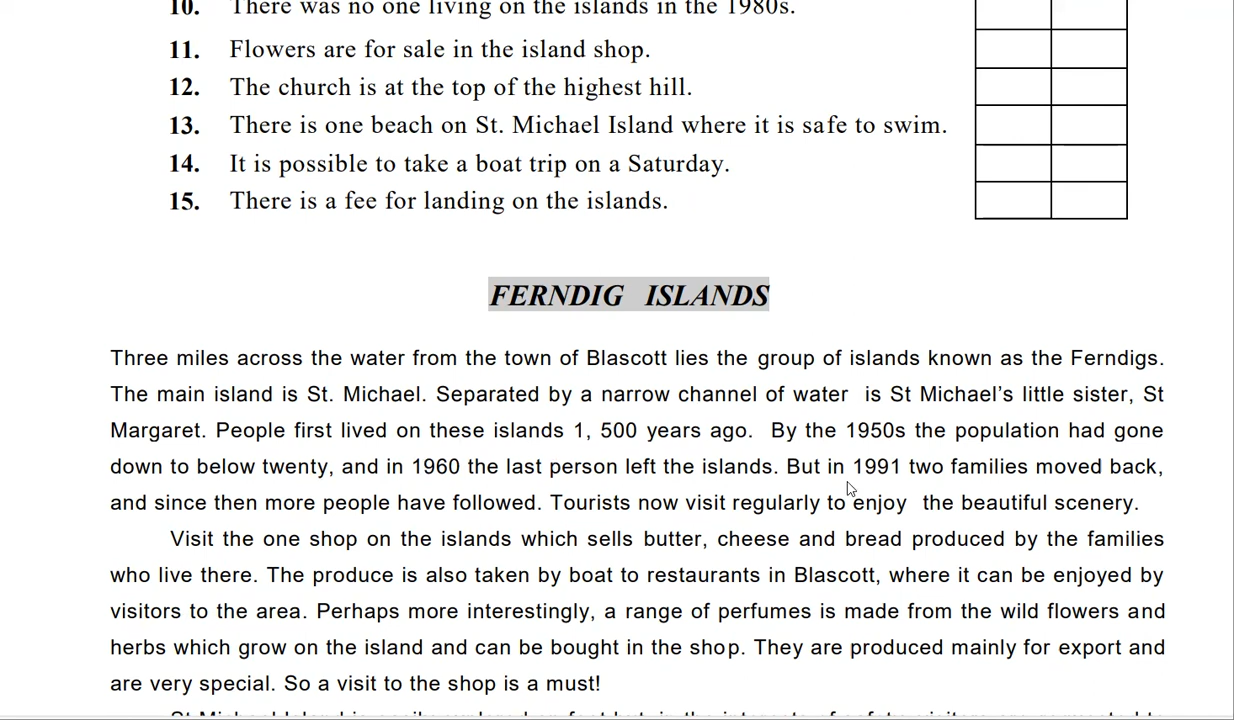 10. There was no one living on the islands in the 1980s.
11. Flowers are for sale in the island shop.
12. The church is at the top of the highest hill.
13. There is one beach on St. Michael Island where it is safe to swim.
14. It is possible to take a boat trip on a Saturday.
15. There is a fee for landing on the islands.
FERNDIG ISLANDS
Three miles across the water from the town of Blascott lies the group of islands known as the Ferndigs.
The main island is St. Michael. Separated by a narrow channel of water is St Michael's little sister, St
Margaret. People first lived on these islands 1, 500 years ago. By the 1950s the population had gone
down to below twenty, and in 1960 the last person left the islands. But in 1991 two families moved back,
and since then more people have followed. Tourists now visit regularly to enjoy the beautiful scenery.
Visit the one shop on the islands which sells butter, cheese and bread produced by the families
who live there. The produce is also taken by boat to restaurants in Blascott, where it can be enjoyed by
visitors to the area. Perhaps more interestingly, a range of perfumes is made from the wild flowers and
herbs which grow on the island and can be bought in the shop. They are produced mainly for export and
are very special. So a visit to the shop is a must!